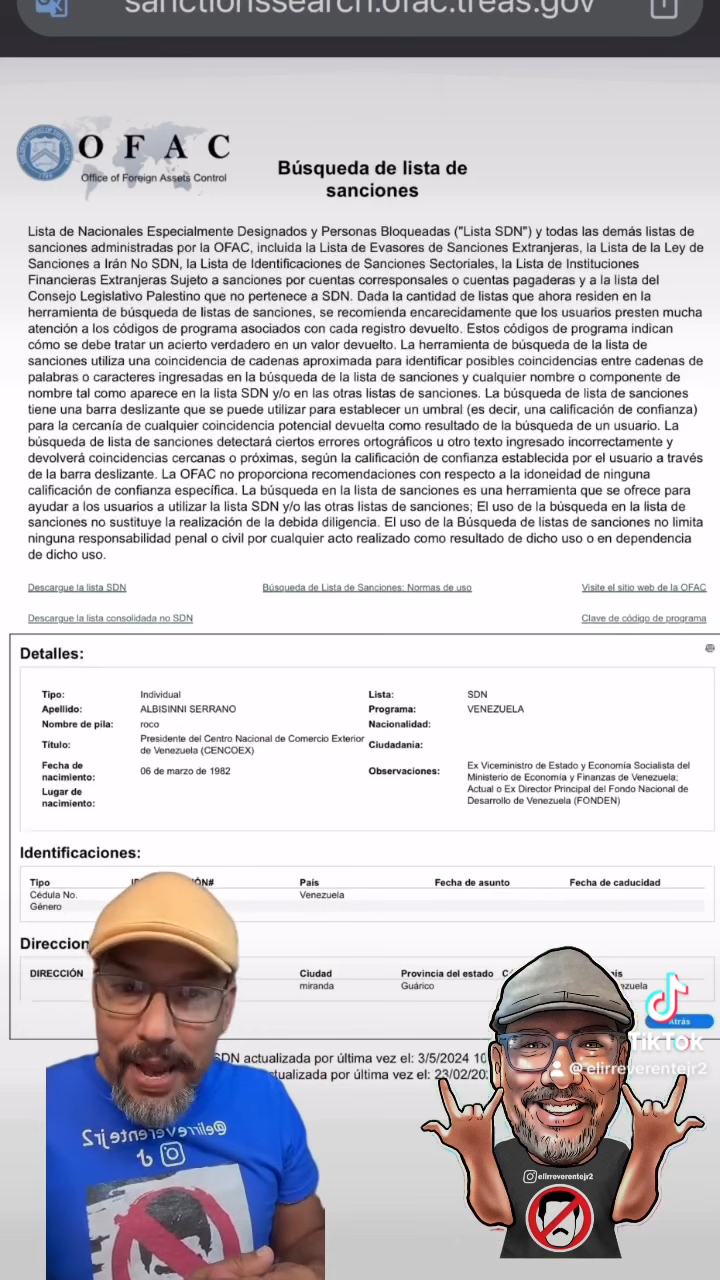 sanctionssearch.ofac.treas.gov
OFAC
Office of Foreign Assets Control
Búsqueda de lista de
sanciones
Lista de Nacionales Especialmente Designados y Personas Bloqueadas ("Lista SDN") y todas las demás listas de
sanciones administradas por la OFAC, incluida la Lista de Evasores de Sanciones Extranjeras, la Lista de la Ley de
Sanciones a Irán No SDN, la Lista de Identificaciones de Sanciones Sectoriales, la Lista de Instituciones
Financieras Extranjeras Sujeto a sanciones por cuentas corresponsales o cuentas pagaderas y a la lista del
Consejo Legislativo Palestino que no pertenece a SDN. Dada la cantidad de listas que ahora residen en la
herramienta de búsqueda de listas de sanciones, se recomienda encarecidamente que los usuarios presten mucha
atención a los códigos de programa asociados con cada registro devuelto. Estos códigos de programa indican
cómo se debe tratar un acierto verdadero en un valor devuelto. La herramienta de búsqueda de la lista de
sanciones utiliza una coincidencia de cadenas aproximada para identificar posibles coincidencias entre cadenas de
palabras o caracteres ingresadas en la búsqueda de la lista de sanciones y cualquier nombre o componente de
nombre tal como aparece en la lista SDN y/o en las otras listas de sanciones. La búsqueda de lista de sanciones
tiene una barra deslizante que se puede utilizar para establecer un umbral (es decir, una calificación de confianza)
para la cercanía de cualquier coincidencia potencial devuelta como resultado de la búsqueda de un usuario. La
búsqueda de lista de sanciones detectará ciertos errores ortográficos u otro texto ingresado incorrectamente y
devolverá coincidencias cercanas o próximas, según la calificación de confianza establecida por el usuario a través
de la barra deslizante. La OFAC no proporciona recomendaciones con respecto a la idoneidad de ninguna
calificación de confianza específica. La búsqueda en la lista de sanciones es una herramienta que se ofrece para
ayudar a los usuarios a utilizar la lista SDN y/o las otras listas de sanciones; El uso de la búsqueda en la lista de
sanciones no sustituye la realización de la debida diligencia. El uso de la Búsqueda de listas de sanciones no limita
ninguna responsabilidad penal o civil por cualquier acto realizado como resultado de dicho uso o en dependencia
de dicho uso.
Descargue la lista SDN Búsqueda de Lista de Sanciones: Normas de uso Visite el sitio web de la OFAC
Descargue la lista consolidada no SDN Clave de código de programa
Detalles:
Tipo: Individual Lista: SDN
Apellido: ALBISINNI SERRANO Programa: VENEZUELA
Nombre de pila: roco Nacionalidad:
Título: Presidente del Centro Nacional de Comercio Exterior de Venezuela (CENCOEX) Ciudadania:
Fecha de nacimiento: 06 de marzo de 1982 Observaciones: Ex Viceministro de Estado y Economía Socialista del
Ministerio de Economía y Finanzas de Venezuela;
Actual o Ex Director Principal del Fondo Nacional de
Desarrollo de Venezuela (FONDEN)
Lugar de nacimiento:
Identificaciones:
Tipo País Fecha de asunto Fecha de caducidad
Cédula No. Venezuela
Género
DIRECCIÓN Ciudad Provincia del estado
miranda Guárico
Atrás
SDN actualizada por última vez el: 3/5/2024
por última vez el:
TikTok
@elirreverentejr2
@elirreverentejr2
elirreverentejr2